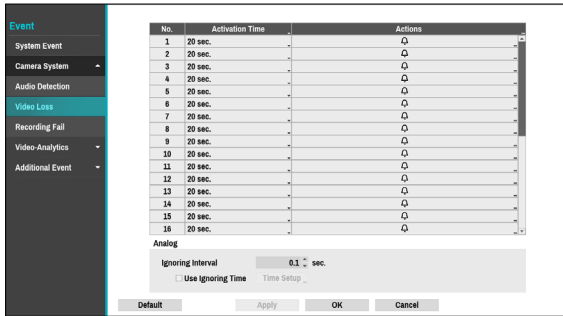 Event
System Event
Camera System
Audio Detection
Video Loss
Recording Fail
Video-Analytics
Additional Event
No. Activation Time Actions
1 20 sec.
2 20 sec.
3 20 sec.
4 20 sec.
5 20 sec.
6 20 sec.
7 20 sec.
8 20 sec.
9 20 sec.
10 20 sec.
11 20 sec.
12 20 sec.
13 20 sec.
14 20 sec.
15 20 sec.
16 20 sec.
Analog
Ignoring Interval 0.1 sec.
Use Ignoring Time Time Setup
Default Apply OK Cancel